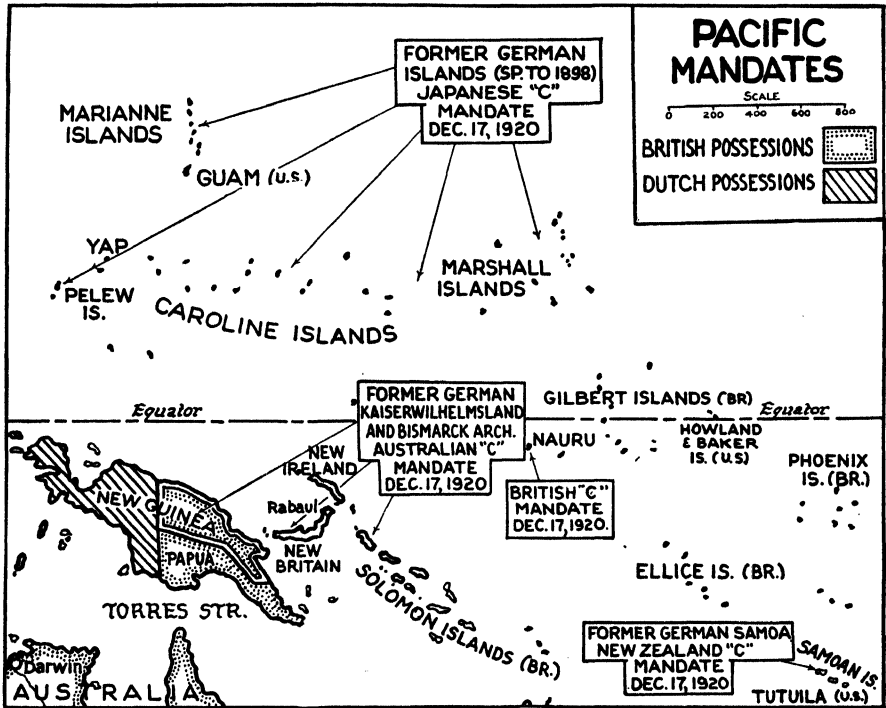 PACIFIC
MANDATES
SCALE
0 200 400 600 800
BRITISH POSSESSIONS
DUTCH POSSESSIONS
FORMER GERMAN
ISLANDS (SP. TO 1898)
JAPANESE "C"
MANDATE
DEC. 17, 1920
MARIANNE
ISLANDS
GUAM (U.S.)
YAP
PELEW
IS.
CAROLINE ISLANDS
MARSHALL
ISLANDS
GILBERT ISLANDS (BR)
Equator
Equator
FORMER GERMAN
KAISERWILHELMSLAND
AND BISMARCK ARCH.
AUSTRALIAN "C"
MANDATE
DEC. 17, 1920
NAURU
HOWLAND
& BAKER
IS. (U.S)
PHOENIX
IS. (BR.)
BRITISH "C"
MANDATE
DEC. 17, 1920.
NEW
IRELAND
Rabaul
NEW
BRITAIN
NEW GUINEA
PAPUA
TORRES STR.
SOLOMON ISLANDS (BR.)
ELLICE IS. (BR.)
FORMER GERMAN SAMOA
NEW ZEALAND "C"
MANDATE
DEC. 17, 1920
SAMOAN IS.
TUTUILA (U.S.)
Darwin
AUSTRALIA